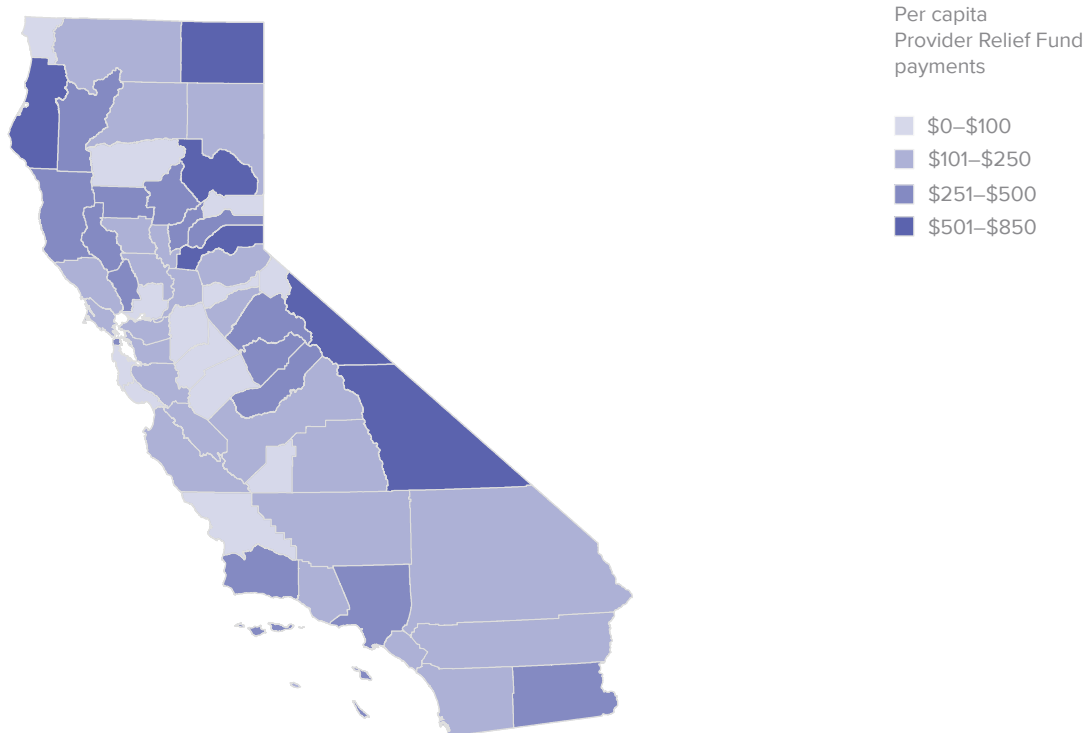 Per capita
Provider Relief Fund
payments
$0–$100
$101–$250
$251–$500
$501–$850